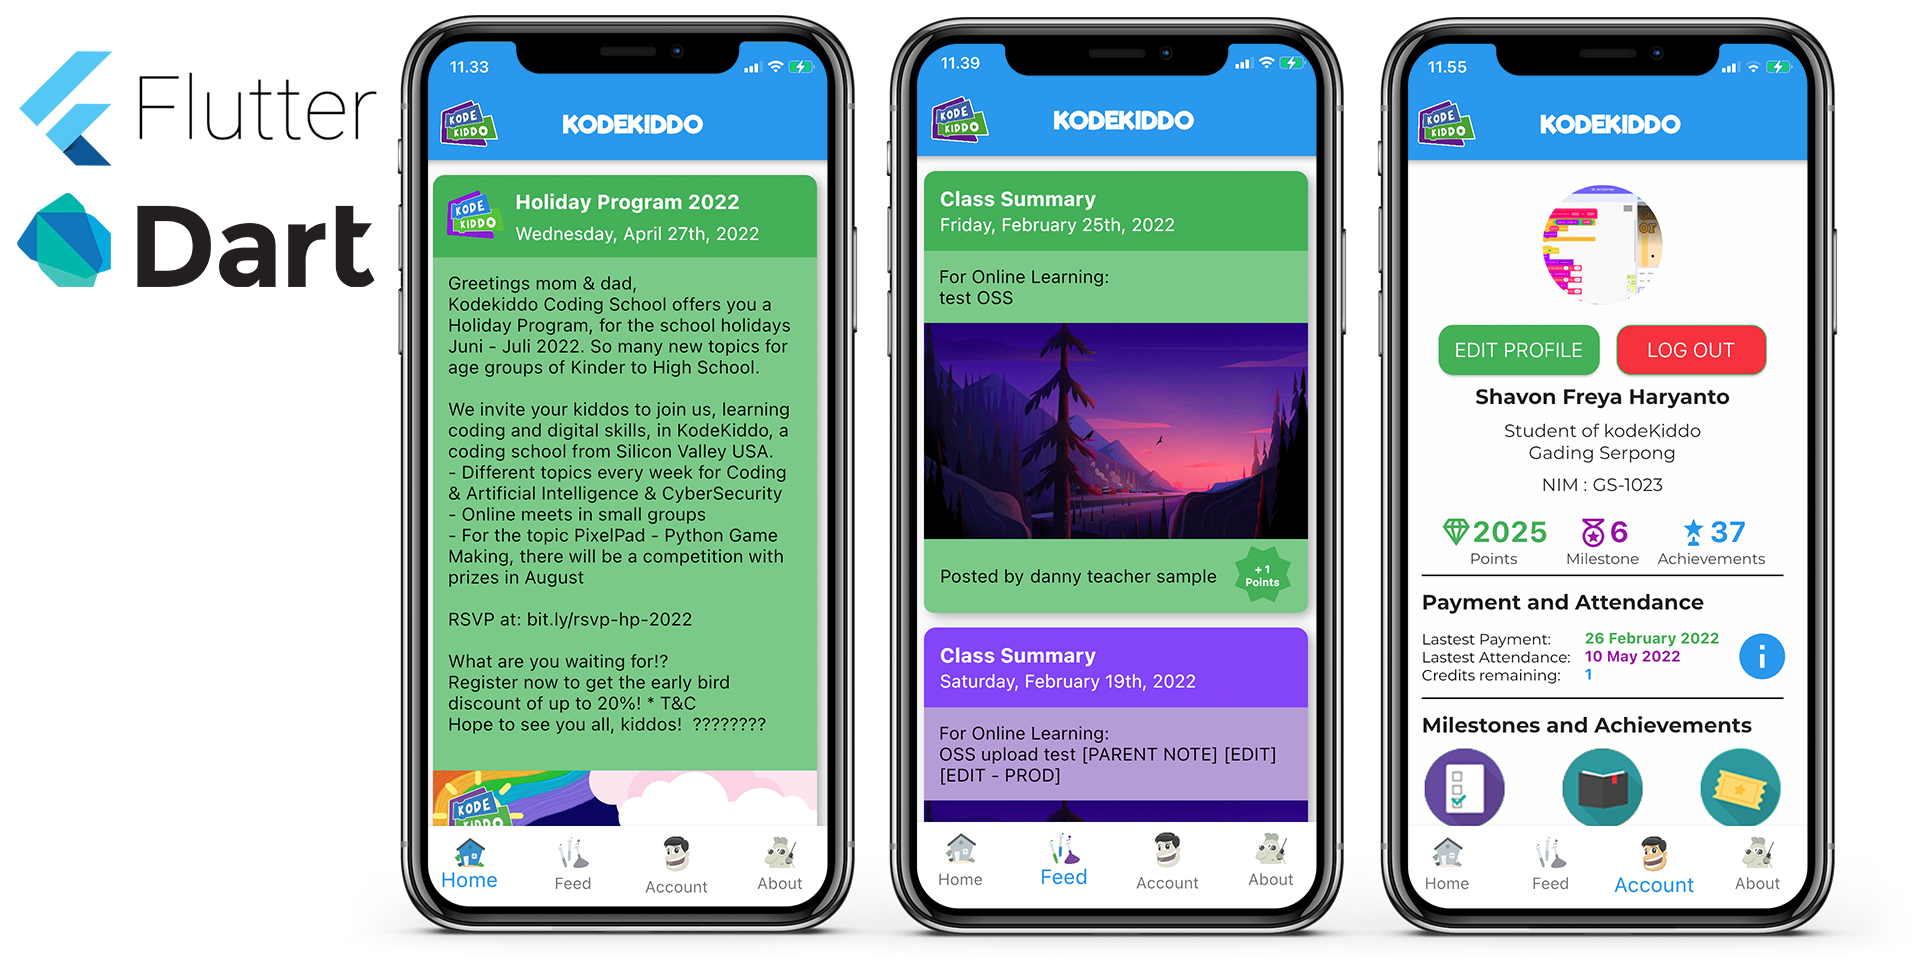 Flutter
Dart
11.33
KODE
KIDDO
KODEKIDDO
KODE
KIDDO
Holiday Program 2022
Wednesday, April 27th, 2022
Greetings mom & dad,
Kodekiddo Coding School offers you a
Holiday Program, for the school holidays
Juni - Juli 2022. So many new topics for
age groups of Kinder to High School.
We invite your kiddos to join us, learning
coding and digital skills, in KodeKiddo, a
coding school from Silicon Valley USA.
- Different topics every week for Coding
& Artificial Intelligence & CyberSecurity
- Online meets in small groups
- For the topic PixelPad - Python Game
Making, there will be a competition with
prizes in August
RSVP at: bit.ly/rsvp-hp-2022
What are you waiting for!?
Register now to get the early bird
discount of up to 20%! * T&C
Hope to see you all, kiddos!  ????????
KODE
KIDDO
Home
Feed
Account
About
11.39
KODE
KIDDO
KODEKIDDO
Class Summary
Friday, February 25th, 2022
For Online Learning:
test OSS
Posted by danny teacher sample
+ 1
Points
Class Summary
Saturday, February 19th, 2022
For Online Learning:
OSS upload test [PARENT NOTE] [EDIT]
[EDIT - PROD]
Home
Feed
Account
About
11.55
KODE
KIDDO
KODEKIDDO
EDIT PROFILE
LOG OUT
Shavon Freya Haryanto
Student of kodeKiddo
Gading Serpong
NIM : GS-1023
2025
Points
6
Milestone
37
Achievements
Payment and Attendance
Lastest Payment: 26 February 2022
Lastest Attendance: 10 May 2022
Credits remaining: 1
i
Milestones and Achievements
Home
Feed
Account
About